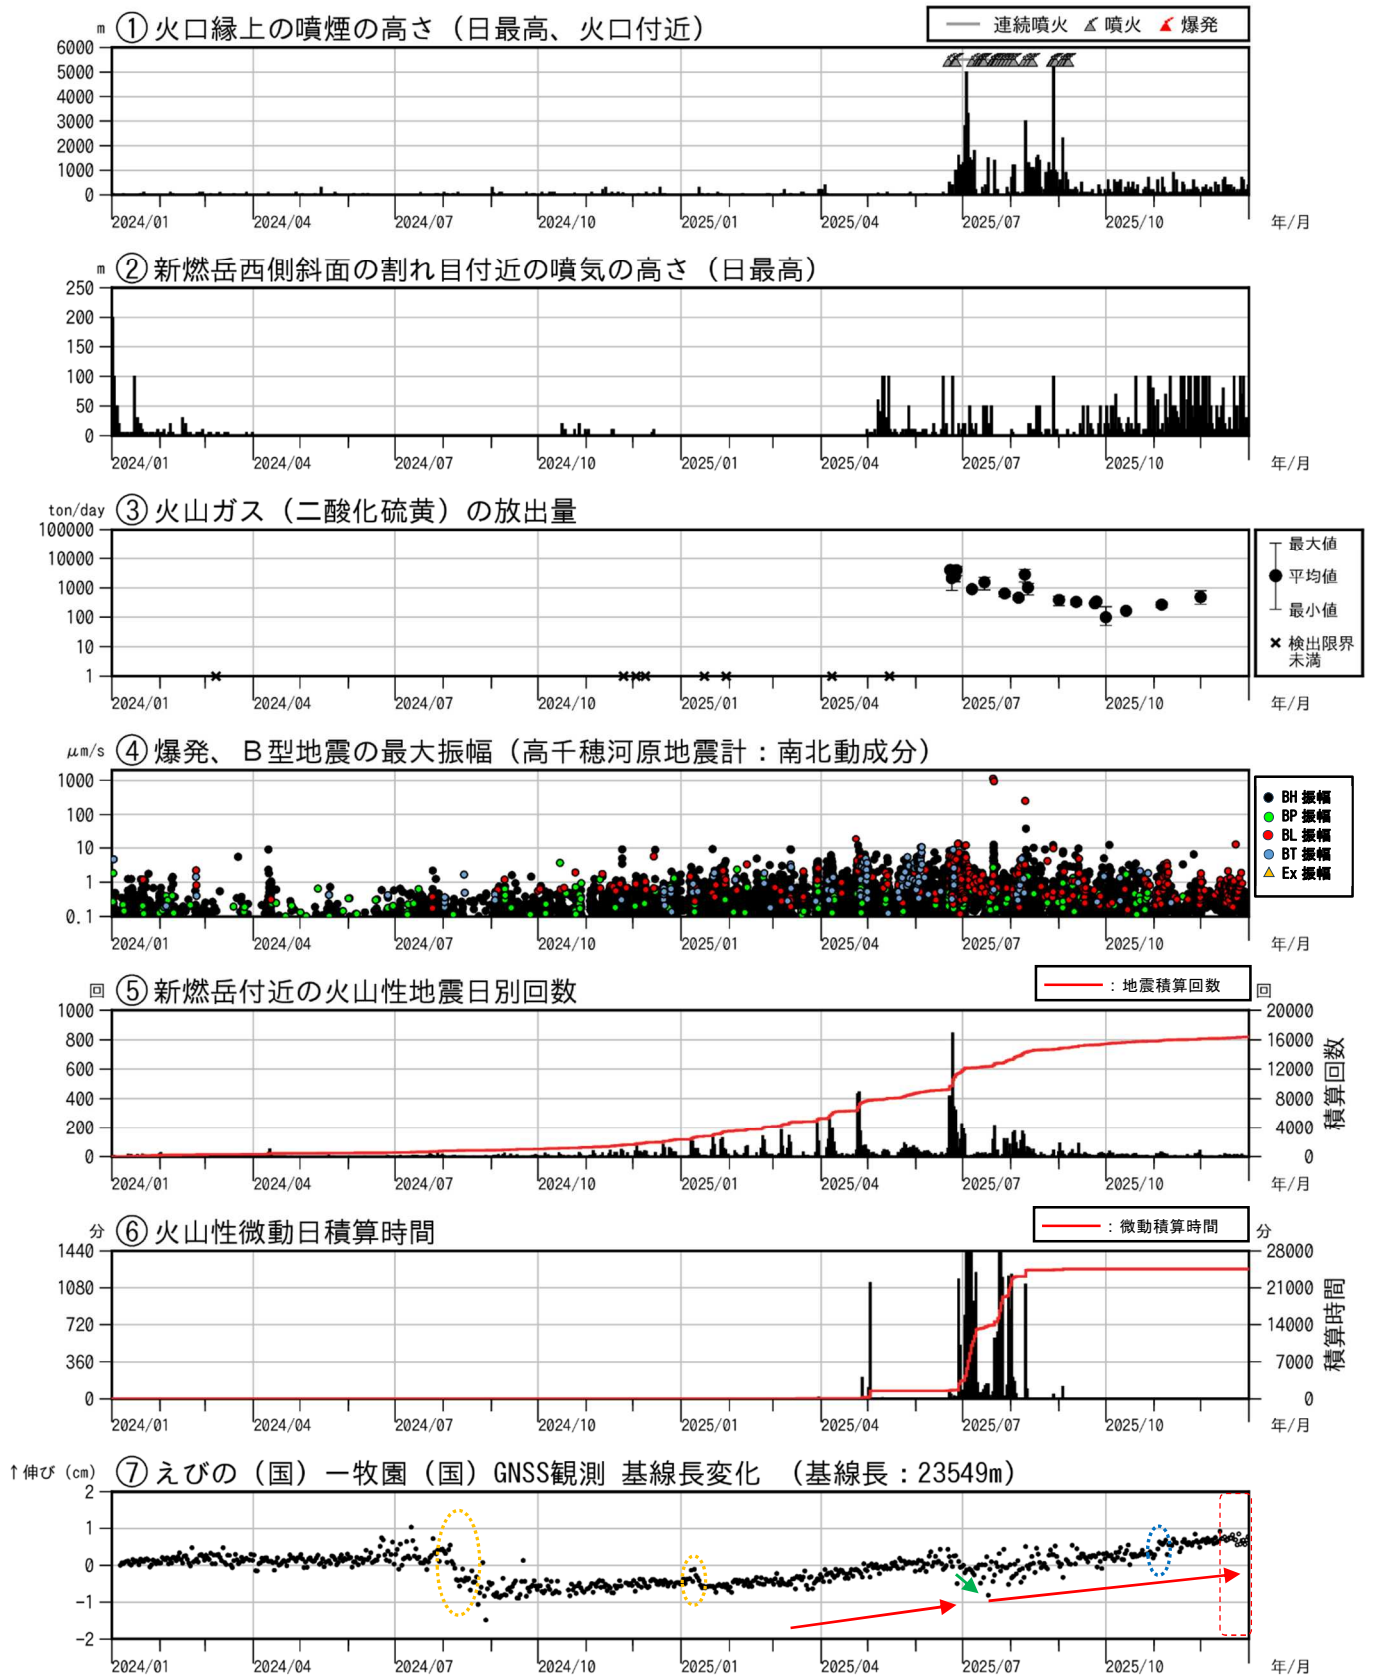 m ①火口縁上の噴煙の高さ（日最高、火口付近）
連続噴火 噴火 爆発
6000
5000
4000
3000
2000
1000
0
2024/01 2024/04 2024/07 2024/10 2025/01 2025/04 2025/07 2025/10 年/月
m ②新燃岳西側斜面の割れ目付近の噴気の高さ（日最高）
250
200
150
100
50
0
2024/01 2024/04 2024/07 2024/10 2025/01 2025/04 2025/07 2025/10 年/月
ton/day ③火山ガス（二酸化硫黄）の放出量
100000
10000
1000
100
10
1
最大値
平均値
最小値
検出限界
未満
2024/01 2024/04 2024/07 2024/10 2025/01 2025/04 2025/07 2025/10 年/月
μm/s ④爆発、Ｂ型地震の最大振幅（高千穂河原地震計：南北動成分）
1000
100
10
1
0.1
BH 振幅
BP 振幅
BL 振幅
BT 振幅
Ex 振幅
2024/01 2024/04 2024/07 2024/10 2025/01 2025/04 2025/07 2025/10 年/月
回 ⑤新燃岳付近の火山性地震日別回数
：地震積算回数 回
1000 20000
800 16000
600 12000
400 8000
200 4000
0 0
積算回数
2024/01 2024/04 2024/07 2024/10 2025/01 2025/04 2025/07 2025/10 年/月
分 ⑥火山性微動日積算時間
：微動積算時間 分
1440 28000
1080 21000
720 14000
360 7000
0 0
積算時間
2024/01 2024/04 2024/07 2024/10 2025/01 2025/04 2025/07 2025/10 年/月
↑伸び（cm） ⑦えびの（国）－牧園（国）GNSS観測 基線長変化 （基線長：23549m）
2
1
0
-1
-2
2024/01 2024/04 2024/07 2024/10 2025/01 2025/04 2025/07 2025/10 年/月